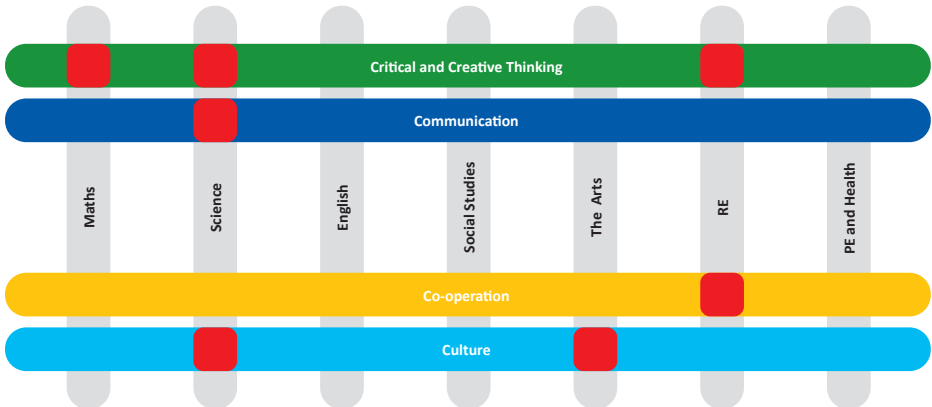 Critical and Creative Thinking
Communication
Maths
Science
English
Social Studies
The Arts
RE
PE and Health
Co-operation
Culture